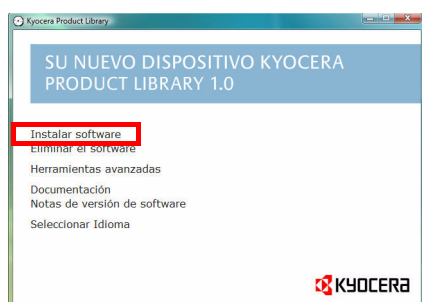 Kyocera Product Library
SU NUEVO DISPOSITIVO KYOCERA
PRODUCT LIBRARY 1.0
Instalar software
Eliminar el software
Herramientas avanzadas
Documentación
Notas de versión de software
Seleccionar Idioma
KYOCERA